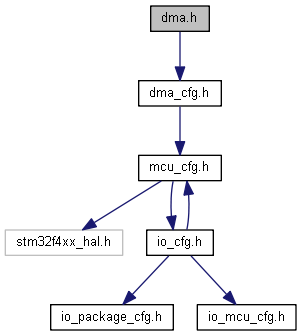 dma.h
dma_cfg.h
mcu_cfg.h
stm32f4xx_hal.h
io_cfg.h
io_package_cfg.h
io_mcu_cfg.h